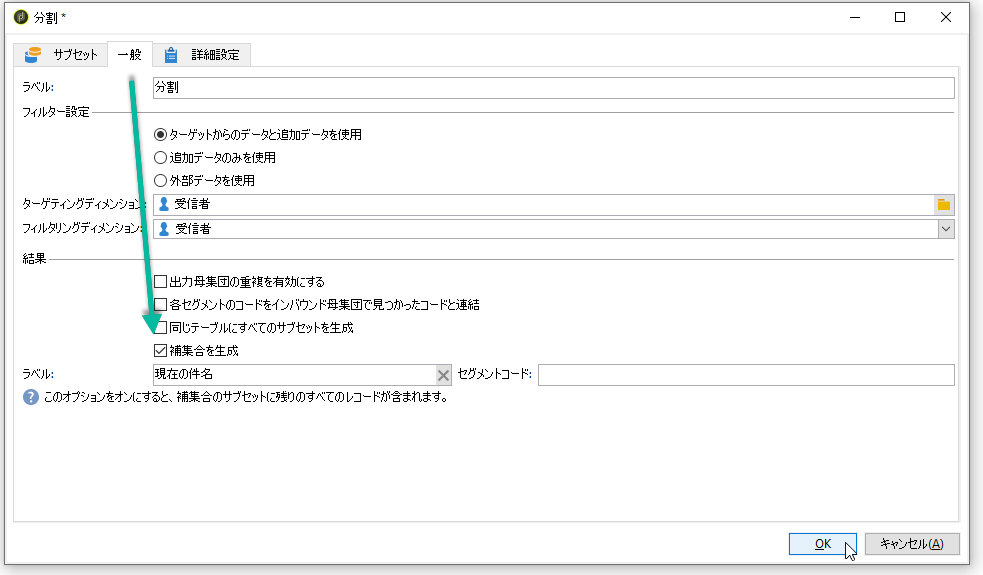 分割 *
サブセット 一般 詳細設定
ラベル: 分割
フィルター設定
ターゲットからのデータと追加データを使用
追加データのみを使用
外部データを使用
ターゲティングディメンション: 受信者
フィルタリングディメンション: 受信者
結果
出力母集団の重複を有効にする
各セグメントのコードをインバウンド母集団で見つかったコードと連結
同じテーブルにすべてのサブセットを生成
補集合を生成
ラベル: 現在の件名 セグメントコード:
? このオプションをオンにすると、補集合のサブセットに残りのすべてのレコードが含まれます。
OK キャンセル(A)